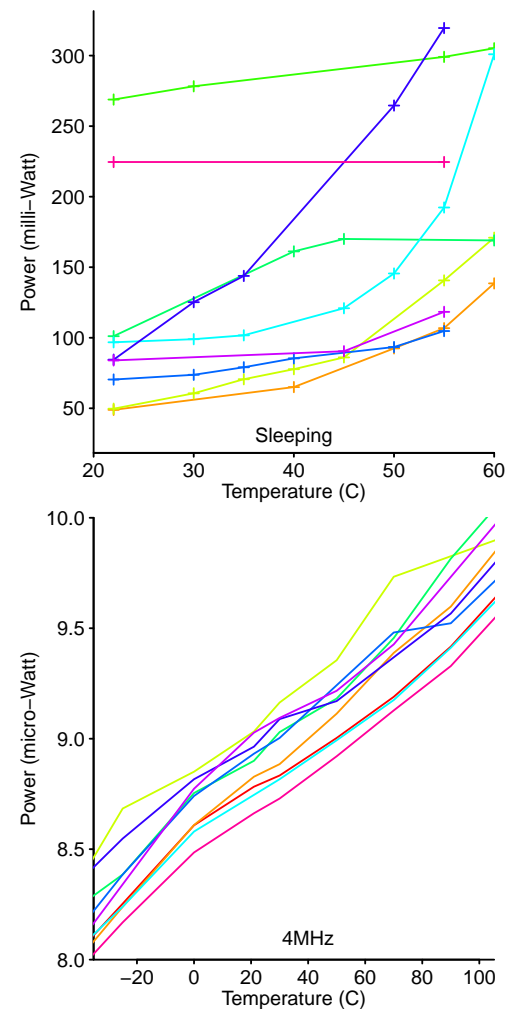 300
250
200
150
100
50
Power (milli−Watt)
Sleeping
20 30 40 50 60
Temperature (C)
10.0
9.5
9.0
8.5
8.0
Power (micro−Watt)
4MHz
−20 0 20 40 60 80 100
Temperature (C)